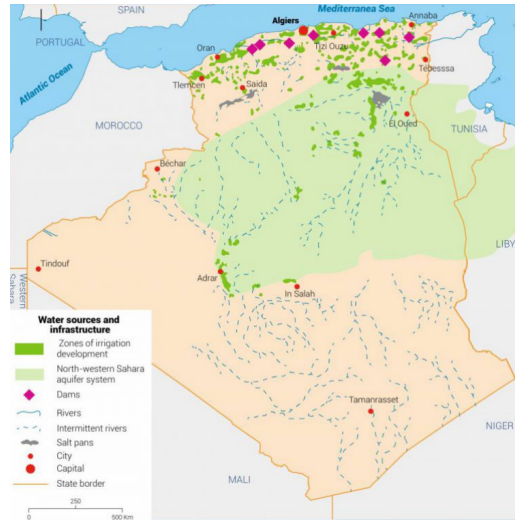 SPAIN
Mediterranean Sea
Algiers
Annaba
PORTUGAL
Oran
Tizi Ouzu
Tlemcen
Saida
Tebesssa
Atlantic Ocean
MOROCCO
El Oued
TUNISIA
Béchar
LIBY
Tindouf
Adrar
In Salah
Western
Sahara
Water sources and
infrastructure
Zones of irrigation
development
North-western Sahara
aquifer system
Dams
Rivers
Intermittent rivers
Salt pans
City
Capital
State border
Tamanrasset
NIGER
MALI
250
0
500 Km